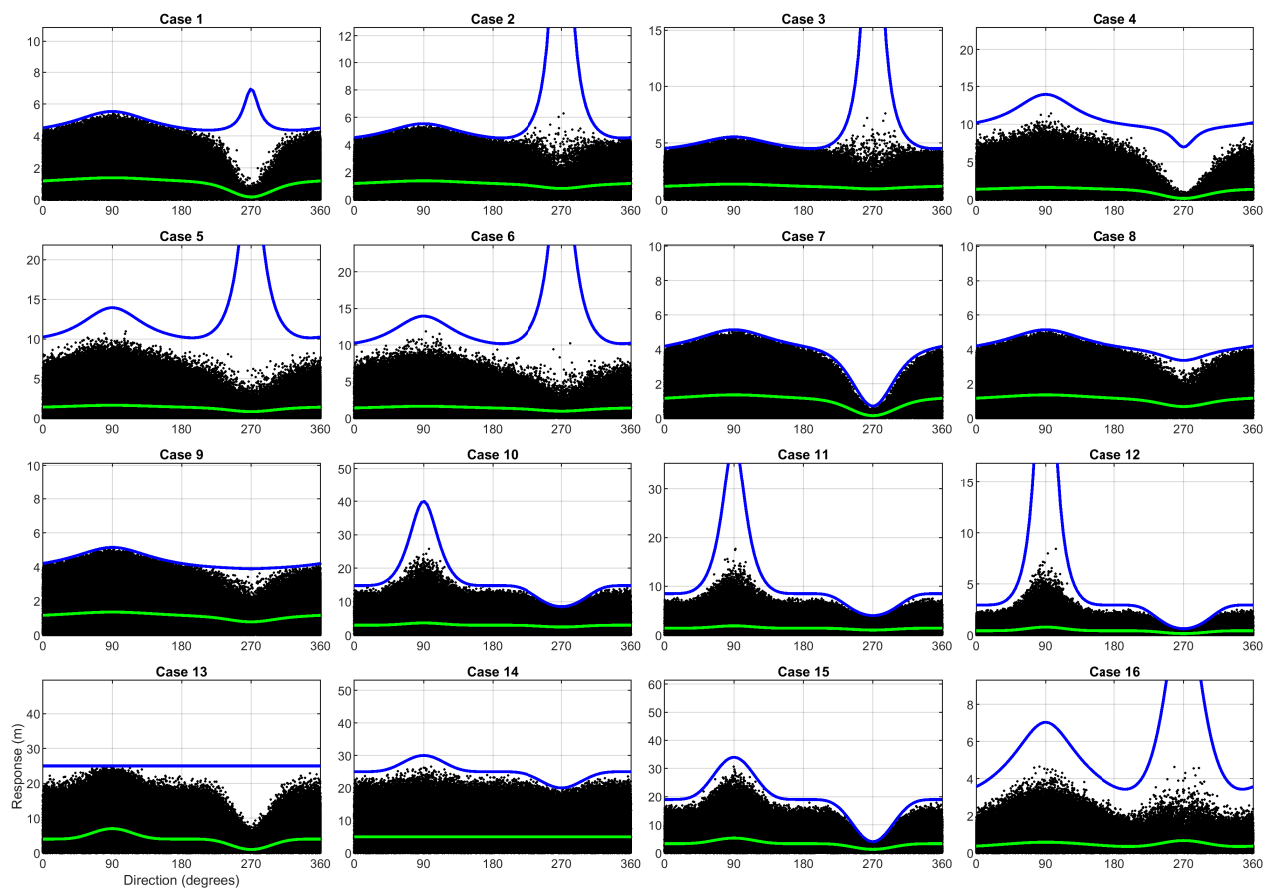 Case 1
10
8
6
4
2
0
0 90 180 270 360
Case 2
12
10
8
6
4
2
0
0 90 180 270 360
Case 3
15
10
5
0
0 90 180 270 360
Case 4
20
15
10
5
0
0 90 180 270 360
Case 5
20
15
10
5
0
0 90 180 270 360
Case 6
20
15
10
5
0
0 90 180 270 360
Case 7
10
8
6
4
2
0
0 90 180 270 360
Case 8
10
8
6
4
2
0
0 90 180 270 360
Case 9
10
8
6
4
2
0
0 90 180 270 360
Case 10
50
40
30
20
10
0
0 90 180 270 360
Case 11
30
20
10
0
0 90 180 270 360
Case 12
15
10
5
0
0 90 180 270 360
Case 13
40
30
20
10
0
0 90 180 270 360
Response (m)
Direction (degrees)
Case 14
50
40
30
20
10
0
0 90 180 270 360
Case 15
60
50
40
30
20
10
0
0 90 180 270 360
Case 16
8
6
4
2
0
0 90 180 270 360